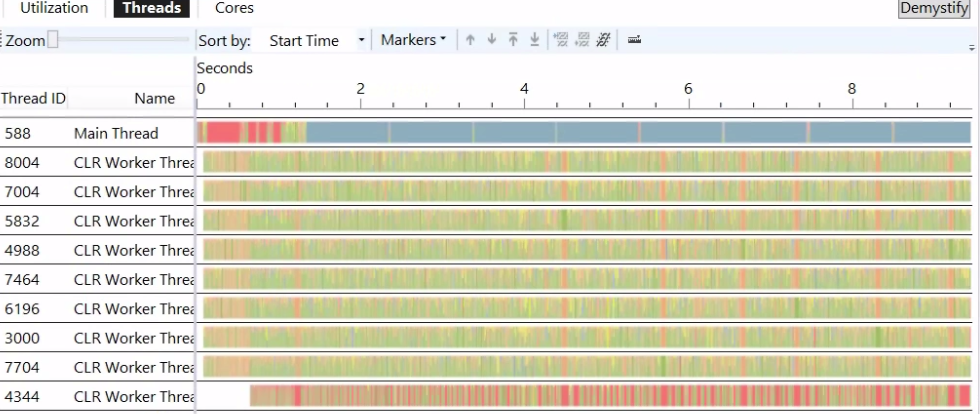 Utilization Threads Cores Demystify
Zoom Sort by: Start Time Markers
Seconds
0 2 4 6 8
Thread ID Name
588 Main Thread
8004 CLR Worker Threa
7004 CLR Worker Threa
5832 CLR Worker Threa
4988 CLR Worker Threa
7464 CLR Worker Threa
6196 CLR Worker Threa
3000 CLR Worker Threa
7704 CLR Worker Threa
4344 CLR Worker Threa